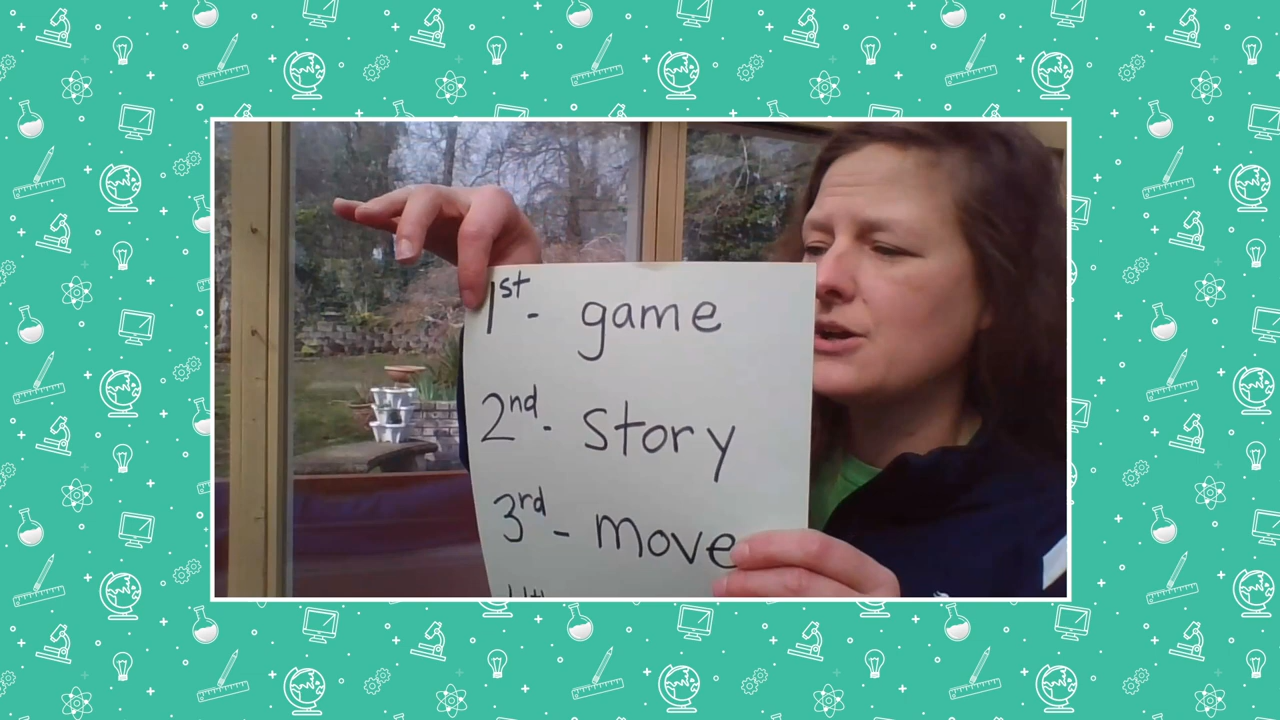 1st - game
2nd - Story
3rd - move